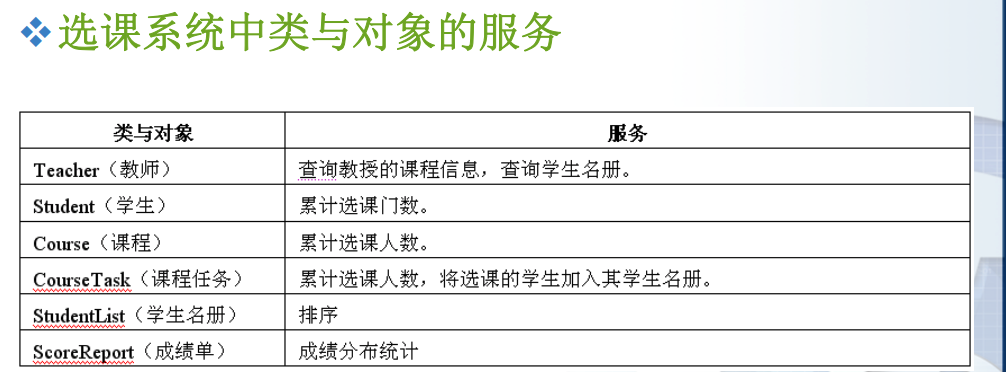 选课系统中类与对象的服务
类与对象 服务
Teacher（教师） 查询教授的课程信息，查询学生名册。
Student（学生） 累计选课门数。
Course（课程） 累计选课人数。
CourseTask（课程任务） 累计选课人数，将选课的学生加入其学生名册。
StudentList（学生名册） 排序
ScoreReport（成绩单） 成绩分布统计